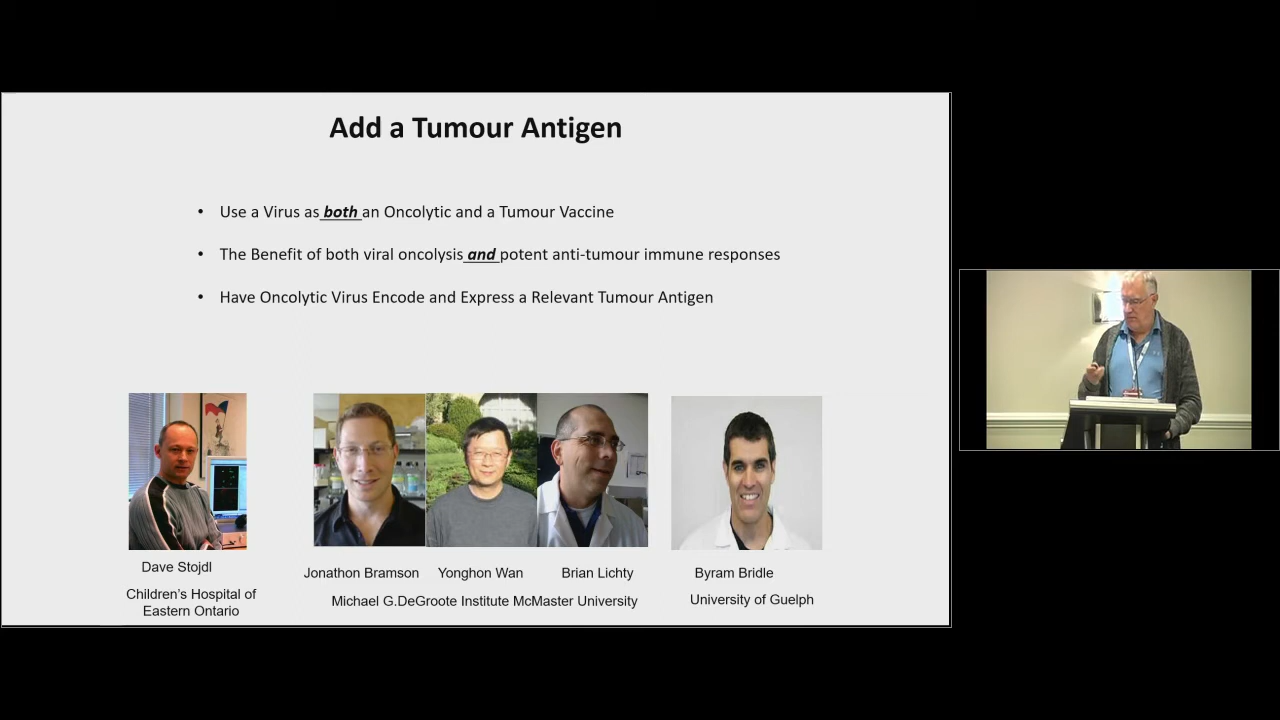 Add a Tumour Antigen
• Use a Virus as both an Oncolytic and a Tumour Vaccine
• The Benefit of both viral oncolysis and potent anti-tumour immune responses
• Have Oncolytic Virus Encode and Express a Relevant Tumour Antigen
Dave Stojdl
Children's Hospital of
Eastern Ontario
Jonathon Bramson Yonghon Wan Brian Lichty
Michael G.DeGroote Institute McMaster University
Byram Bridle
University of Guelph